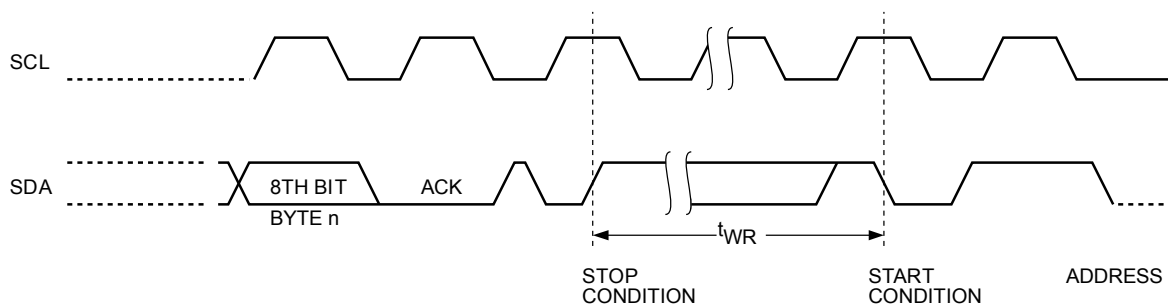 SCL
SDA
8TH BIT
ACK
BYTE n
tWR
STOP
CONDITION
START
CONDITION
ADDRESS